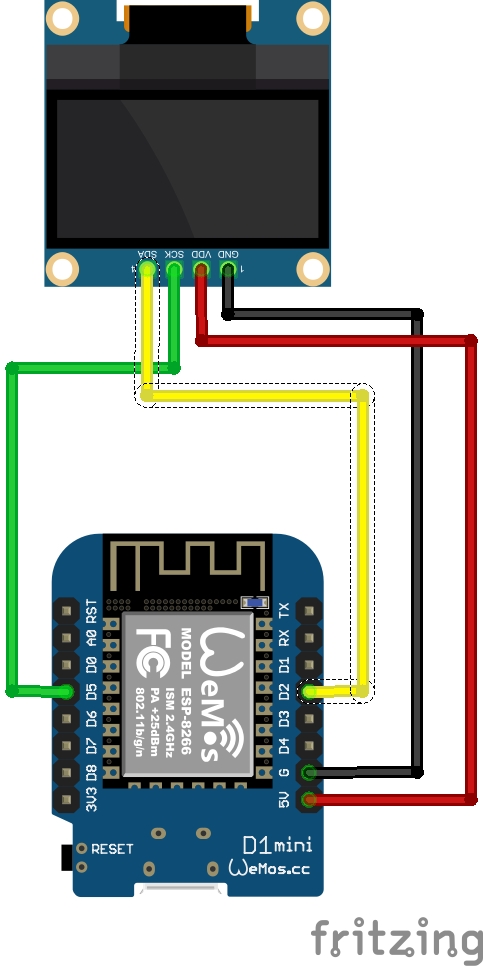 SDA SCK VDD GND
4 1
RST TX
A0 RX
D0 D1
D5 D2
D6 D3
D7 D4
D8 G
3V3 5V
WeMos
MODEL ESP-8266
ISM 2.4GHz
PA +25dBm
802.11b/g/n
FC
RESET
D1mini
WeMos.cc
fritzing